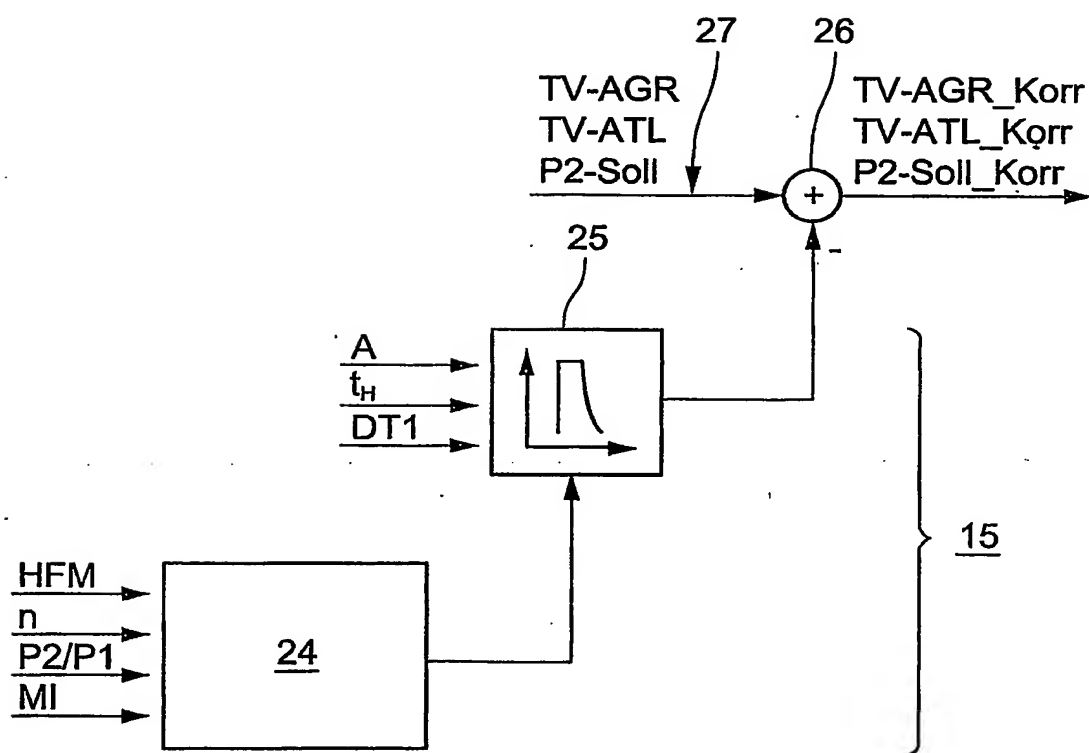 27
26
TV-AGR
TV-ATL
P2-Soll
TV-AGR_Korr
TV-ATL_Korr
P2-Soll_Korr
+
-
25
A
tH
DT1
15
HFM
n
P2/P1
MI
24